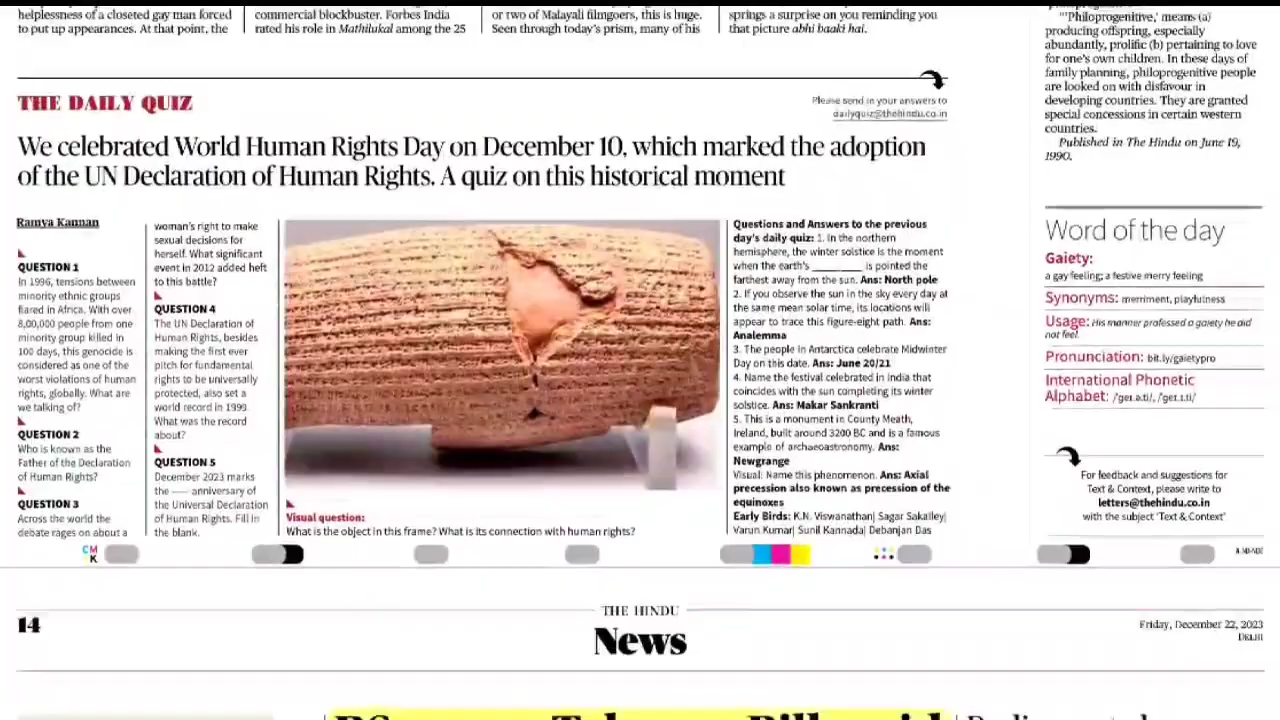 helplessness of a closeted gay man forced
to put up appearances. At that point, the
commercial blockbuster. Forbes India
rated his role in Mathilukal among the 25
or two of Malayali filmgoers, this is huge.
Seen through today's prism, many of his
springs a surprise on you reminding you
that picture abhi baaki hai.
THE DAILY QUIZ
Please send in your answers to
dailyquiz@thehindu.co.in
We celebrated World Human Rights Day on December 10, which marked the adoption
of the UN Declaration of Human Rights. A quiz on this historical moment
Ramya Kannan
QUESTION 1
In 1996, tensions between
minority ethnic groups
flared in Africa. With over
8,00,000 people from one
minority group killed in
100 days, this genocide is
considered as one of the
worst violations of human
rights, globally. What are
we talking of?
QUESTION 2
Who is known as the
Father of the Declaration
of Human Rights?
QUESTION 3
Across the world the
debate rages on about a
woman's right to make
sexual decisions for
herself. What significant
event in 2012 added heft
to this battle?
QUESTION 4
The UN Declaration of
Human Rights, besides
making the first ever
pitch for fundamental
rights to be universally
protected, also set a
world record in 1999.
What was the record
about?
QUESTION 5
December 2023 marks
the —— anniversary of
the Universal Declaration
of Human Rights. Fill in
the blank.
Visual question:
What is the object in this frame? What is its connection with human rights?
Questions and Answers to the previous
day's daily quiz: 1. In the northern
hemisphere, the winter solstice is the moment
when the earth's ________ is pointed the
farthest away from the sun. Ans: North pole
2. If you observe the sun in the sky every day at
the same mean solar time, its locations will
appear to trace this figure-eight path. Ans:
Analemma
3. The people in Antarctica celebrate Midwinter
Day on this date. Ans: June 20/21
4. Name the festival celebrated in India that
coincides with the sun completing its winter
solstice. Ans: Makar Sankranti
5. This is a monument in County Meath,
Ireland, built around 3200 BC and is a famous
example of archaeoastronomy. Ans:
Newgrange
Visual: Name this phenomenon. Ans: Axial
precession also known as precession of the
equinoxes
Early Birds: K.N. Viswanathan| Sagar Sakalley|
Varun Kumar| Sunil Kannada| Debanjan Das
"'Philoprogenitive,' means (a)
producing offspring, especially
abundantly, prolific (b) pertaining to love
for one's own children. In these days of
family planning, philoprogenitive people
are looked on with disfavour in
developing countries. They are granted
special concessions in certain western
countries.
Published in The Hindu on June 19,
1990.
Word of the day
Gaiety:
a gay feeling; a festive merry feeling
Synonyms: merriment, playfulness
Usage: His manner professed a gaiety he did
not feel.
Pronunciation: bit.ly/gaietypro
International Phonetic
Alphabet: /ˈɡeɪ.ə.ti/, /ˈɡeɪ.ɪ.ti/
For feedback and suggestions for
Text & Context, please write to
letters@thehindu.co.in
with the subject 'Text & Context'
CM
K
14
THE HINDU
News
Friday, December 22, 2023
DELHI